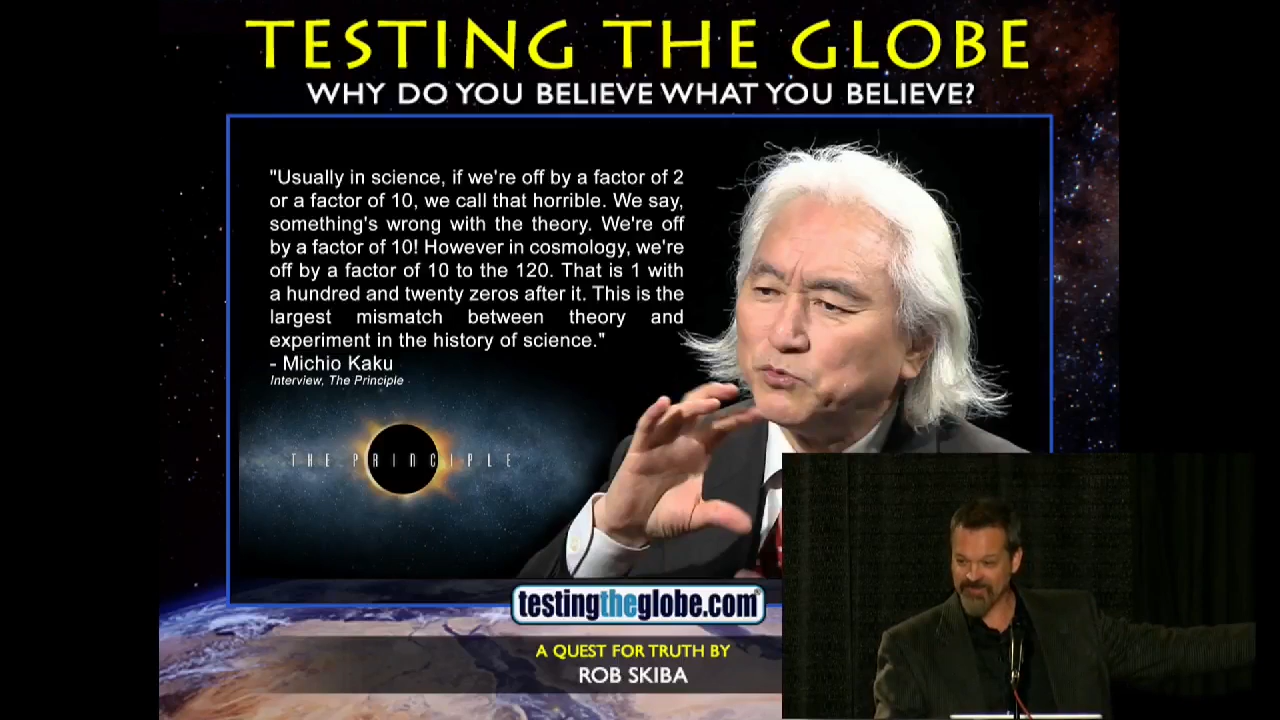 TESTING THE GLOBE
WHY DO YOU BELIEVE WHAT YOU BELIEVE?
"Usually in science, if we're off by a factor of 2
or a factor of 10, we call that horrible. We say,
something's wrong with the theory. We're off
by a factor of 10! However in cosmology, we're
off by a factor of 10 to the 120. That is 1 with
a hundred and twenty zeros after it. This is the
largest mismatch between theory and
experiment in the history of science."
- Michio Kaku
Interview, The Principle
THE PRINCIPLE
testingtheglobe.com
A QUEST FOR TRUTH BY
ROB SKIBA